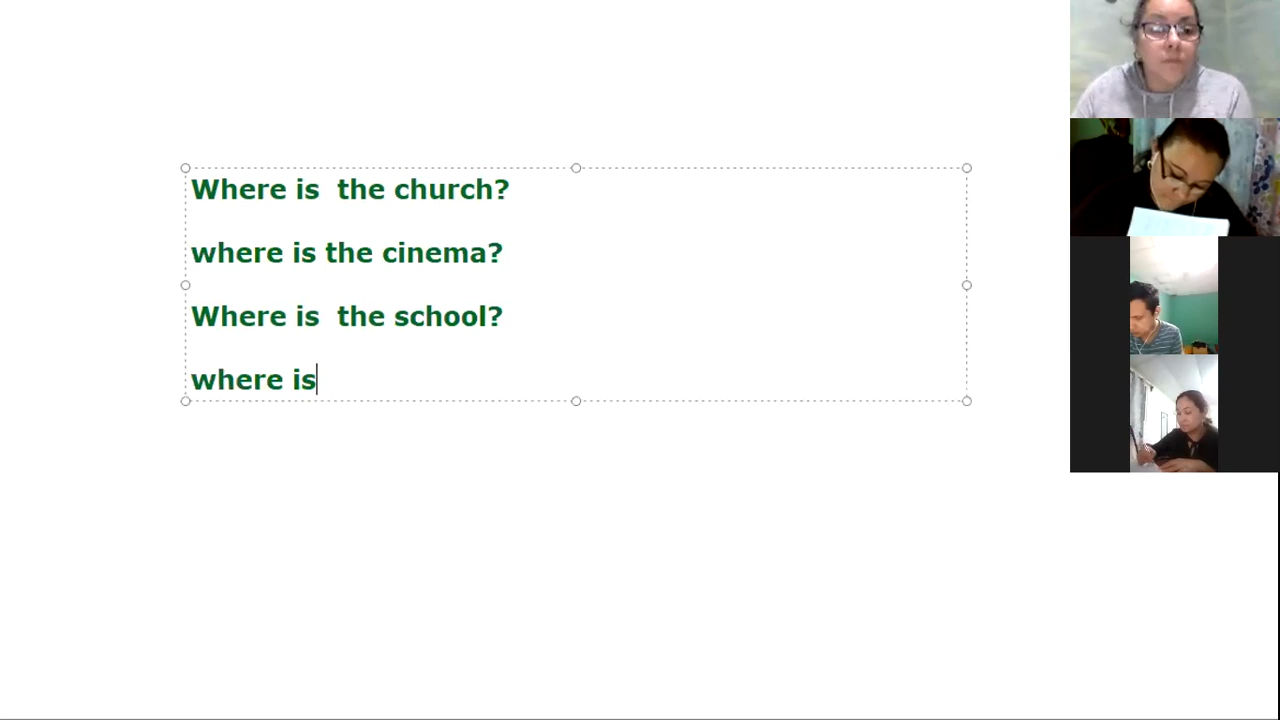 Where is  the church?
where is the cinema?
Where is  the school?
where is